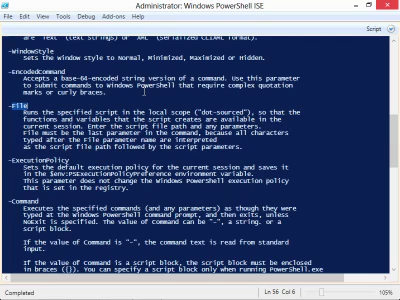 Administrator: Windows PowerShell ISE
File Edit View Tools Debug Add-ons Help
Script
are "Text" (text strings) or "XML" (serialized CLIXML format).
-WindowStyle
Sets the window style to Normal, Minimized, Maximized or Hidden.
-EncodedCommand
Accepts a base-64-encoded string version of a command. Use this parameter
to submit commands to Windows PowerShell that require complex quotation
marks or curly braces.
-File
Runs the specified script in the local scope ("dot-sourced"), so that the
functions and variables that the script creates are available in the
current session. Enter the script file path and any parameters.
File must be the last parameter in the command, because all characters
typed after the File parameter name are interpreted
as the script file path followed by the script parameters.
-ExecutionPolicy
Sets the default execution policy for the current session and saves it
in the $env:PSExecutionPolicyPreference environment variable.
This parameter does not change the Windows PowerShell execution policy
that is set in the registry.
-Command
Executes the specified commands (and any parameters) as though they were
typed at the Windows PowerShell command prompt, and then exits, unless
NoExit is specified. The value of Command can be "-", a string. or a
script block.
If the value of Command is "-", the command text is read from standard
input.
If the value of Command is a script block, the script block must be enclosed
in braces ({}). You can specify a script block only when running PowerShell.exe
Completed
Ln 56 Col 6
105%